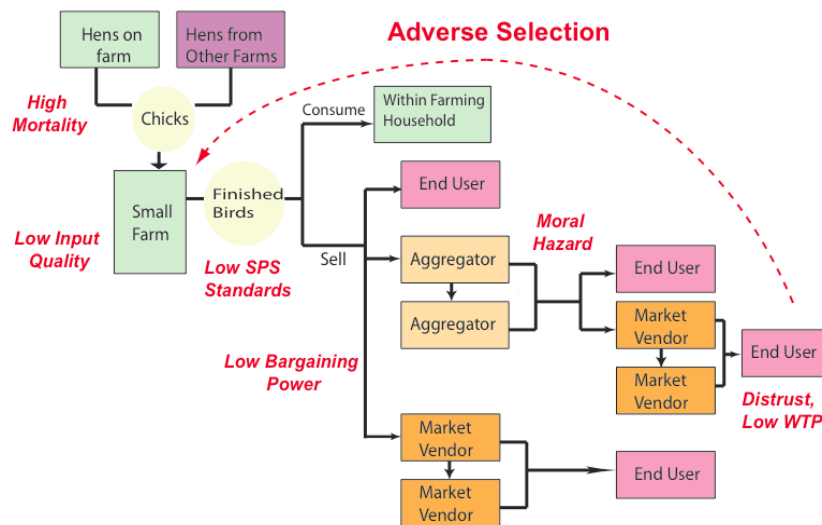 Adverse Selection
Hens on
farm
Hens from
Other Farms
High
Mortality
Chicks
Consume
Within Farming
Household
Small
Farm
Finished
Birds
End User
Low Input
Quality
Low SPS
Standards
Sell
Moral
Hazard
Aggregator
Aggregator
End User
Market
Vendor
Market
Vendor
End User
Distrust,
Low WTP
Low Bargaining
Power
Market
Vendor
Market
Vendor
End User